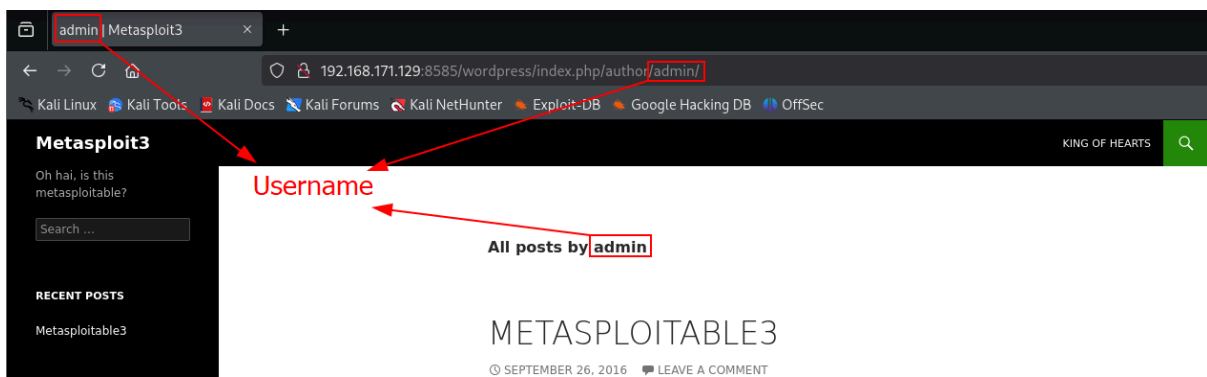 admin | Metasploit3
192.168.171.129:8585/wordpress/index.php/author/admin/
Kali Linux Kali Tools Kali Docs Kali Forums Kali NetHunter Exploit-DB Google Hacking DB OffSec
Metasploit3
KING OF HEARTS
Oh hai, is this
metasploitable?
Username
Search ...
All posts by admin
RECENT POSTS
Metasploitable3
METASPLOITABLE3
SEPTEMBER 26, 2016 LEAVE A COMMENT